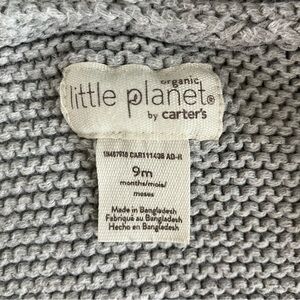 organic
little planet®
by carter's
9m
months/mois/
meses
Made in Bangladesh
Fabriqué au Bangladesh
Hecho en Bangladesh